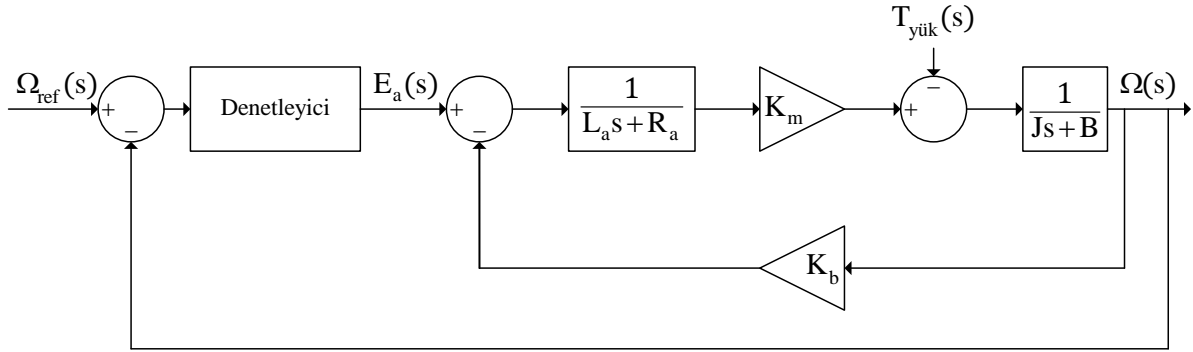 T_yük(s)
Ω_ref(s)
+
−
Denetleyici
E_a(s)
+
−
1
L_a s + R_a
K_m
+
−
1
Js + B
Ω(s)
K_b